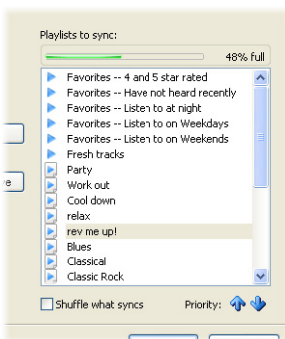 Playlists to sync:
48% full
Favorites -- 4 and 5 star rated
Favorites -- Have not heard recently
Favorites -- Listen to at night
Favorites -- Listen to on Weekdays
Favorites -- Listen to on Weekends
Fresh tracks
Party
Work out
Cool down
relax
rev me up!
Blues
Classical
Classic Rock
Shuffle what syncs Priority: